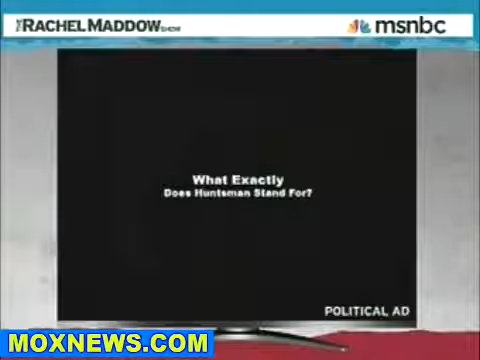 THE RACHEL MADDOW SHOW
msnbc
What Exactly
Does Huntsman Stand For?
POLITICAL AD
MOXNEWS.COM